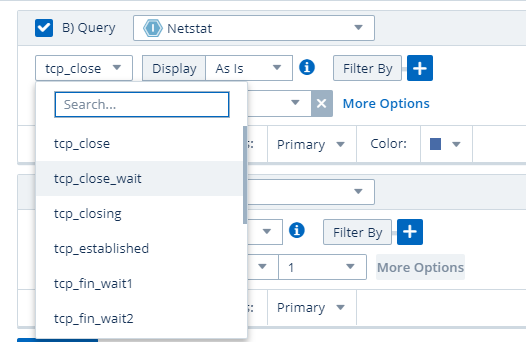 B) Query Netstat
tcp_close Display As Is i Filter By +
Search... × More Options
tcp_close : Primary Color:
tcp_close_wait
tcp_closing
i Filter By +
tcp_established
1 More Options
tcp_fin_wait1
: Primary
tcp_fin_wait2